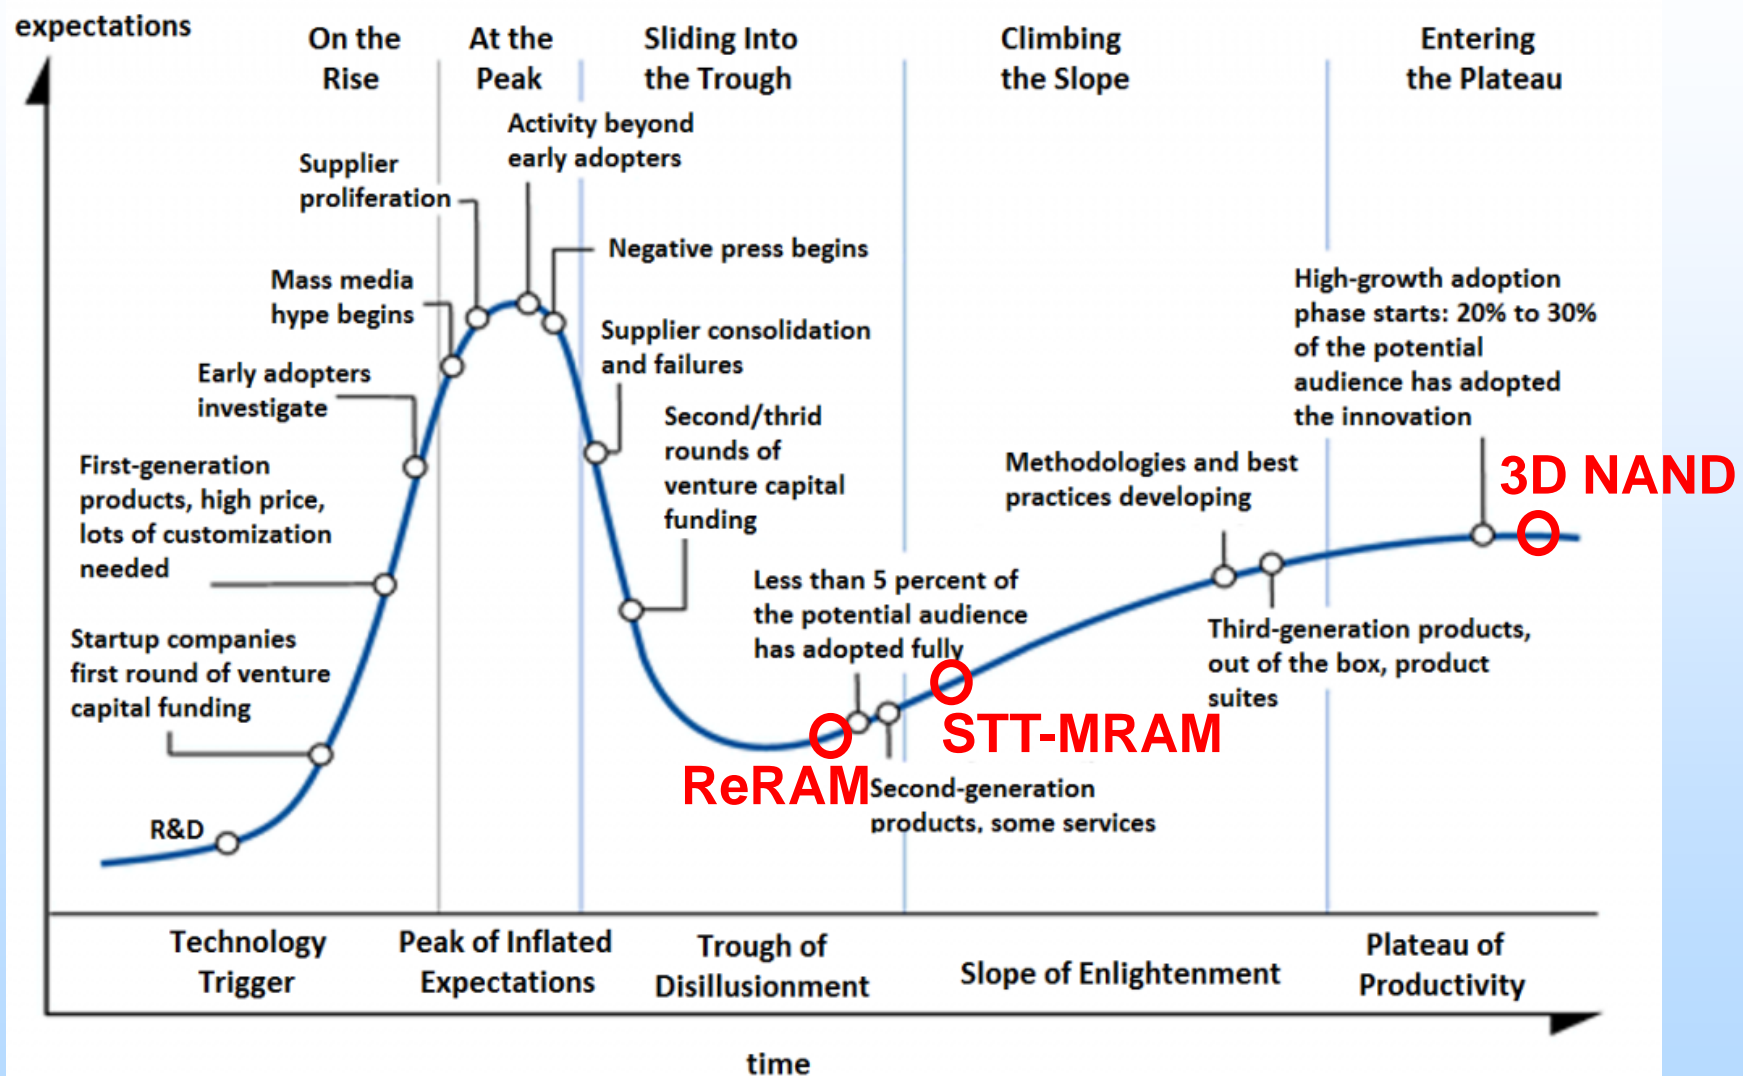 expectations
On the
Rise
At the
Peak
Sliding Into
the Trough
Climbing
the Slope
Entering
the Plateau
Activity beyond
early adopters
Supplier
proliferation
Negative press begins
Mass media
hype begins
High-growth adoption
phase starts: 20% to 30%
of the potential
audience has adopted
the innovation
Supplier consolidation
and failures
Early adopters
investigate
Second/thrid
rounds of
venture capital
funding
First-generation
products, high price,
lots of customization
needed
Methodologies and best
practices developing
3D NAND
Less than 5 percent of
the potential audience
has adopted fully
Startup companies
first round of venture
capital funding
Third-generation products,
out of the box, product
suites
STT-MRAM
ReRAM
Second-generation
products, some services
R&D
Technology
Trigger
Peak of Inflated
Expectations
Trough of
Disillusionment
Slope of Enlightenment
Plateau of
Productivity
time